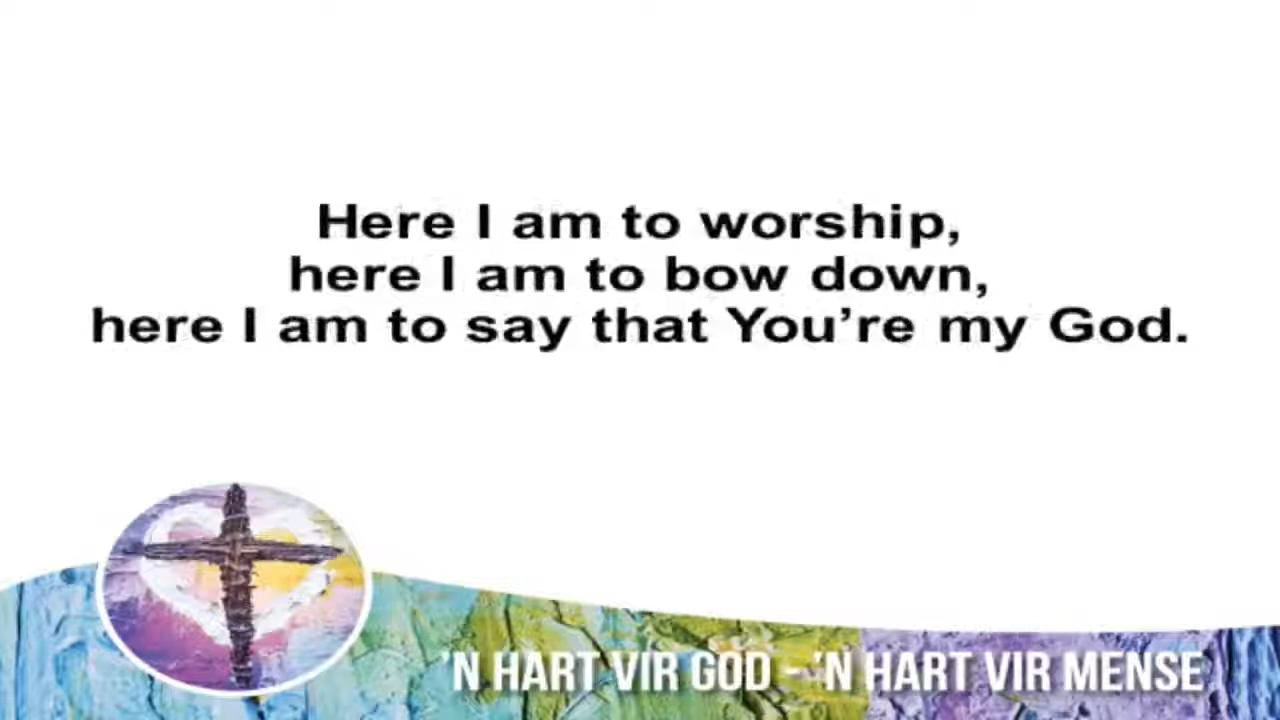 Here I am to worship,
here I am to bow down,
here I am to say that You’re my God.
’N HART VIR GOD - ’N HART VIR MENSE